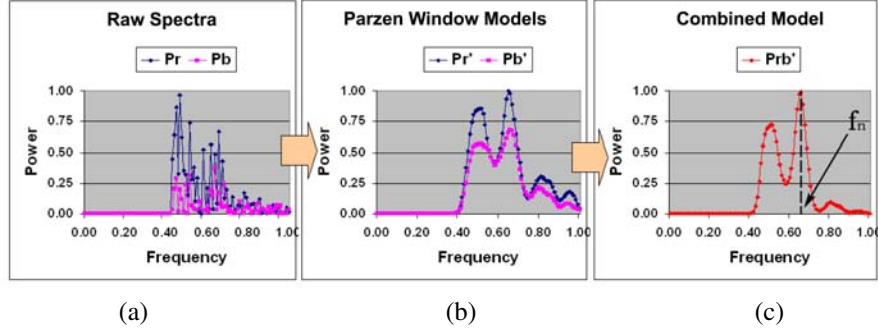 Raw Spectra
Pr Pb
Power
1.00
0.75
0.50
0.25
0.00
0.00 0.20 0.40 0.60 0.80 1.00
Frequency
(a)
Parzen Window Models
Pr' Pb'
Power
1.00
0.75
0.50
0.25
0.00
0.00 0.20 0.40 0.60 0.80 1.00
Frequency
(b)
Combined Model
Prb'
Power
1.00
0.75
0.50
0.25
0.00
fn
0.00 0.20 0.40 0.60 0.80 1.00
Frequency
(c)